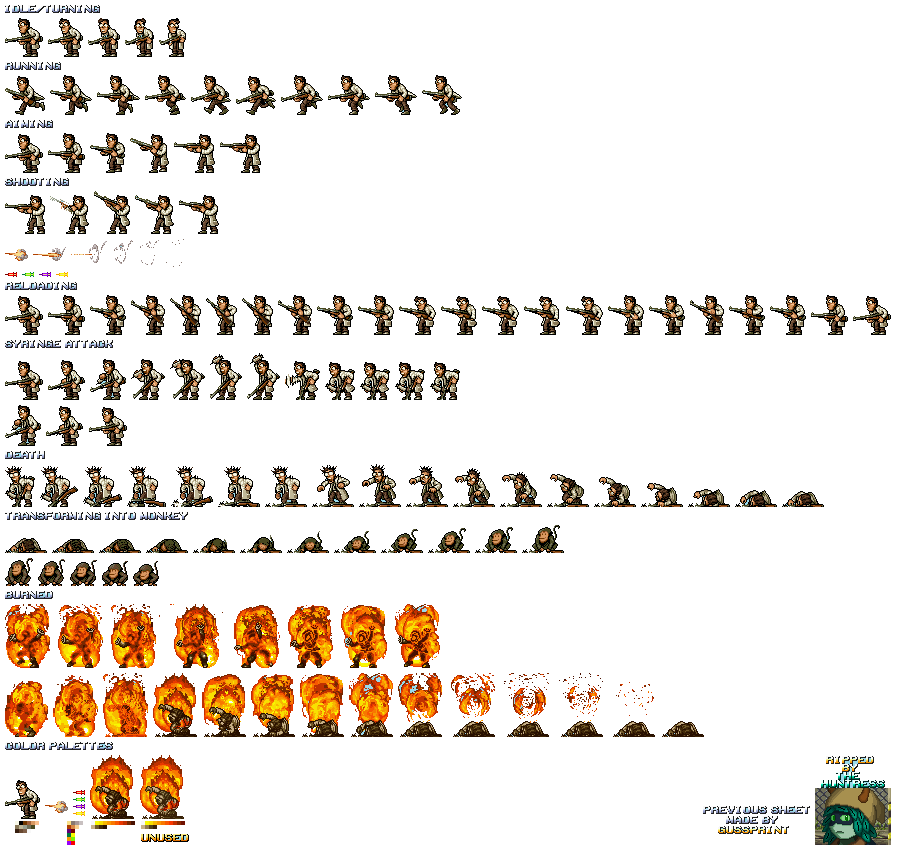 IDLE/TURNING
RUNNING
AIMING
SHOOTING
RELOADING
SYRINGE ATTACK
DEATH
TRANSFORMING INTO MONKEY
BURNED
COLOR PALETTES
UNUSED
PREVIOUS SHEET
MADE BY
GUSSPRINT
RIPPED
BY
THE
HUNTRESS